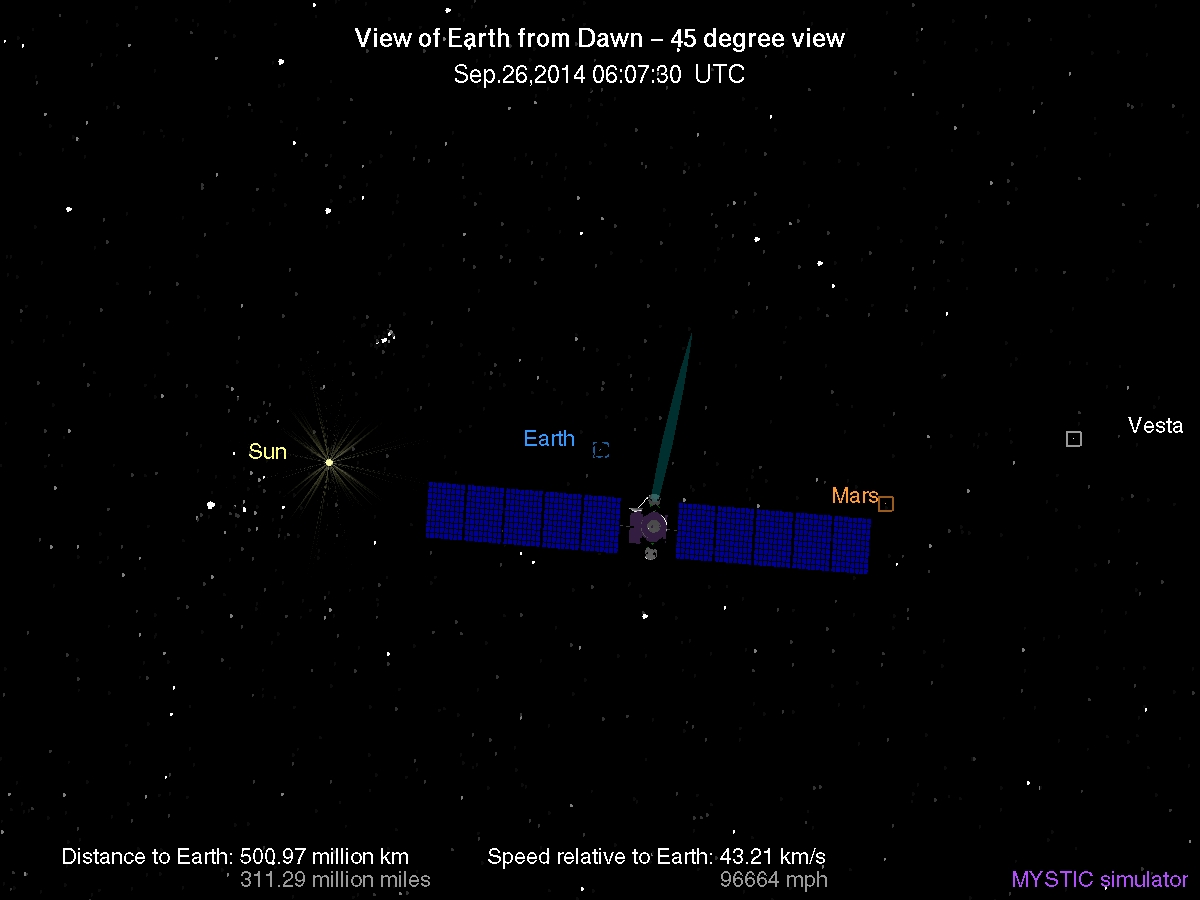 View of Earth from Dawn – 45 degree view
Sep.26,2014 06:07:30 UTC
Vesta
Earth
Sun
Mars
Distance to Earth: 500.97 million km
311.29 million miles
Speed relative to Earth: 43.21 km/s
96664 mph
MYSTIC simulator